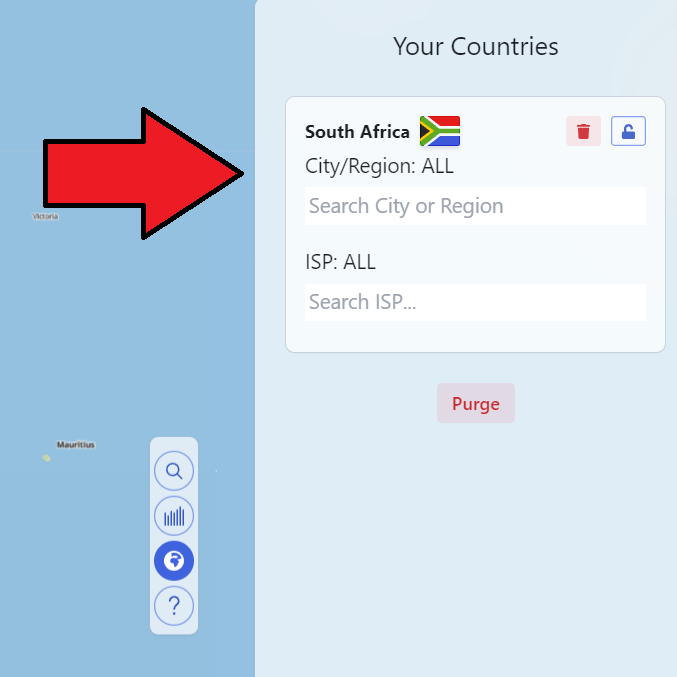 Your Countries
South Africa
City/Region: ALL
Search City or Region
ISP: ALL
Search ISP...
Purge
Victoria
Mauritius
?